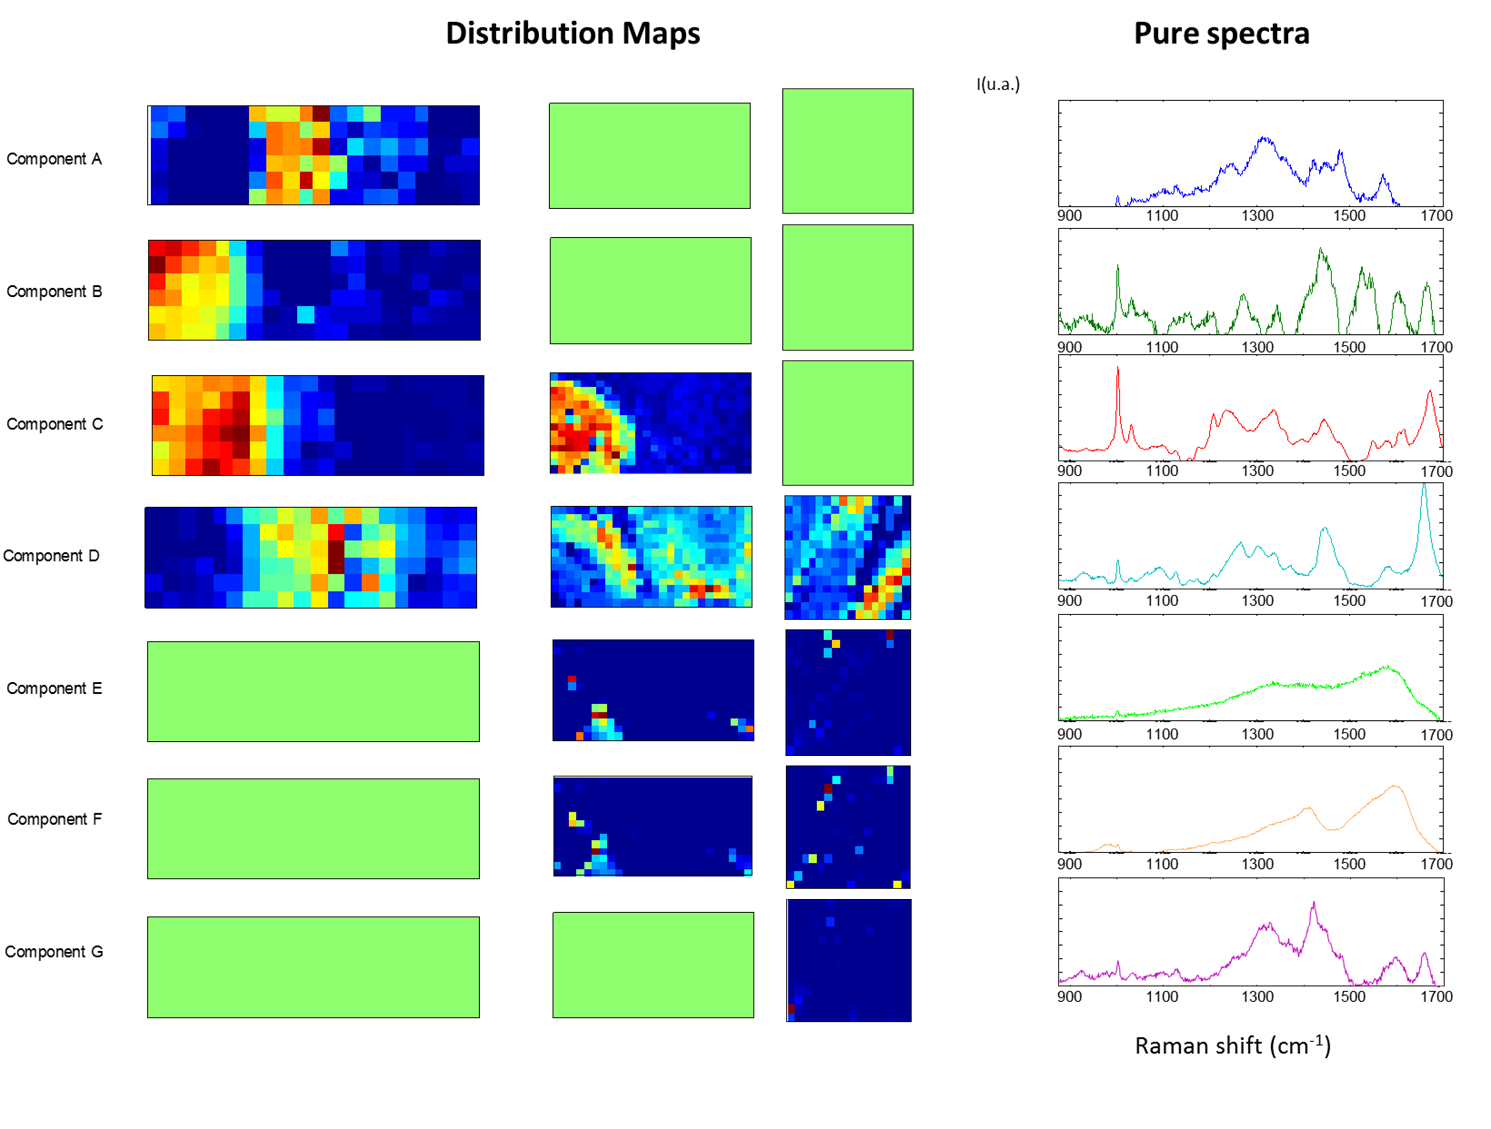 Distribution Maps Pure spectra
I(u.a.)
Component A
900 1100 1300 1500 1700
Component B
900 1100 1300 1500 1700
Component C
900 1100 1300 1500 1700
Component D
900 1100 1300 1500 1700
Component E
900 1100 1300 1500 1700
Component F
900 1100 1300 1500 1700
Component G
900 1100 1300 1500 1700
Raman shift (cm⁻¹)